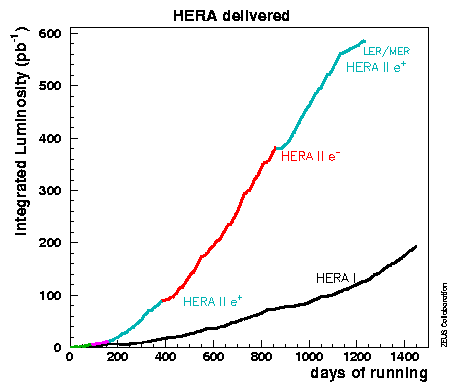 HERA delivered
Integrated Luminosity (pb⁻¹)
600
500
400
300
200
100
0
LER/MER
HERA II e⁺
HERA II e⁻
HERA I
HERA II e⁺
0 200 400 600 800 1000 1200 1400
days of running
ZEUS Collaboration